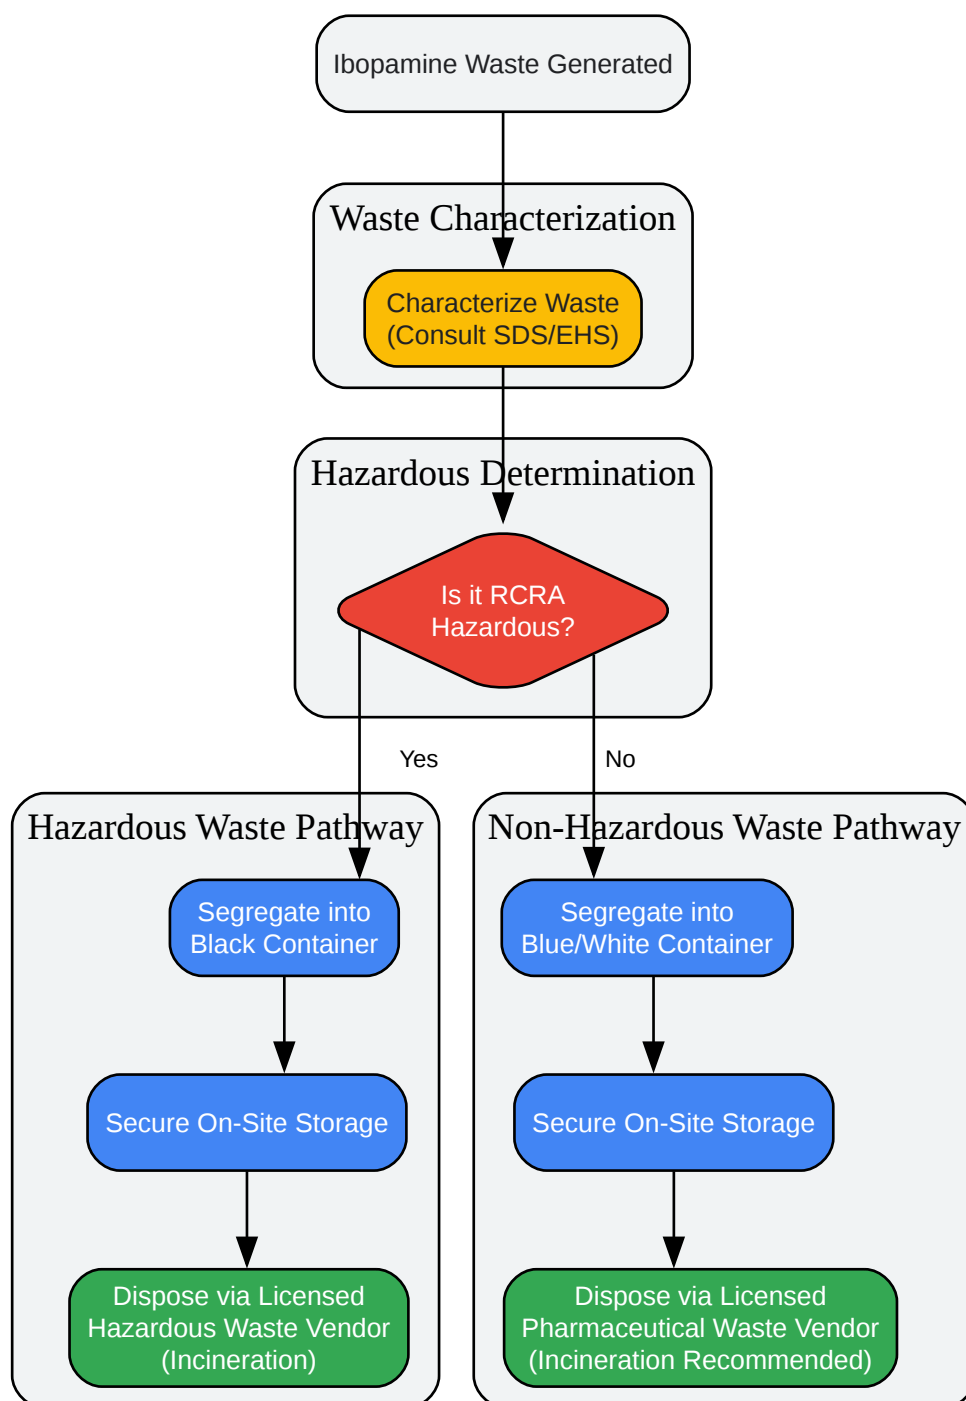 Ibopamine Waste Generated
Waste Characterization
Characterize Waste
(Consult SDS/EHS)
Hazardous Determination
Is it RCRA
Hazardous?
Yes
No
Hazardous Waste Pathway
Segregate into
Black Container
Secure On-Site Storage
Dispose via Licensed
Hazardous Waste Vendor
(Incineration)
Non-Hazardous Waste Pathway
Segregate into
Blue/White Container
Secure On-Site Storage
Dispose via Licensed
Pharmaceutical Waste Vendor
(Incineration Recommended)